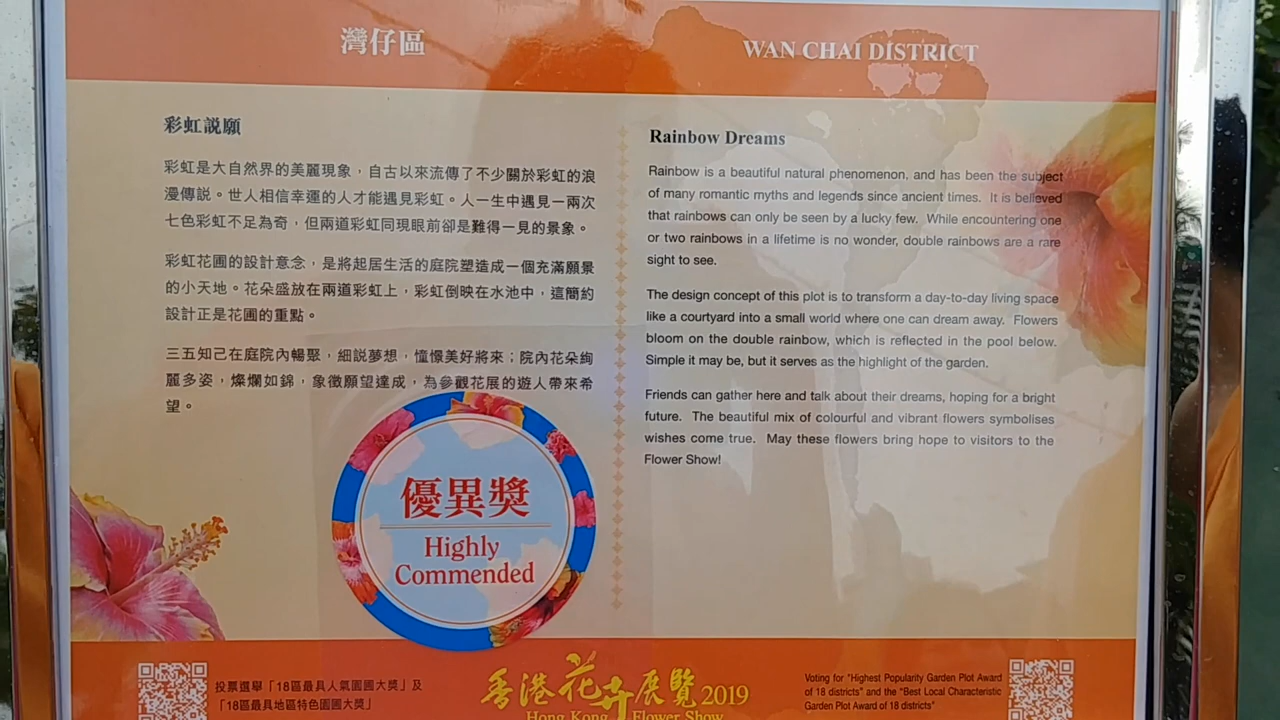 灣仔區
WAN CHAI DISTRICT
彩虹説願
彩虹是大自然界的美麗現象，自古以來流傳了不少關於彩虹的浪
漫傳説。世人相信幸運的人才能遇見彩虹。人一生中遇見一兩次
七色彩虹不足為奇，但兩道彩虹同現眼前卻是難得一見的景象。
彩虹花圃的設計意念，是將起居生活的庭院塑造成一個充滿願景
的小天地。花朵盛放在兩道彩虹上，彩虹倒映在水池中，這簡約
設計正是花圃的重點。
三五知己在庭院內暢聚，細説夢想，憧憬美好將來；院內花朵絢
麗多姿，燦爛如錦，象徵願望達成，為參觀花展的遊人帶來希
望。
Rainbow Dreams
Rainbow is a beautiful natural phenomenon, and has been the subject
of many romantic myths and legends since ancient times. It is believed
that rainbows can only be seen by a lucky few. While encountering one
or two rainbows in a lifetime is no wonder, double rainbows are a rare
sight to see.
The design concept of this plot is to transform a day-to-day living space
like a courtyard into a small world where one can dream away. Flowers
bloom on the double rainbow, which is reflected in the pool below.
Simple it may be, but it serves as the highlight of the garden.
Friends can gather here and talk about their dreams, hoping for a bright
future. The beautiful mix of colourful and vibrant flowers symbolises
wishes come true. May these flowers bring hope to visitors to the
Flower Show!
優異獎
Highly
Commended
投票選舉「18區最具人氣園圃大獎」及
「18區最具地區特色園圃大獎」
香港花卉展覽2019
Hong Kong Flower Show
Voting for "Highest Popularity Garden Plot Award
of 18 districts" and the "Best Local Characteristic
Garden Plot Award of 18 districts"